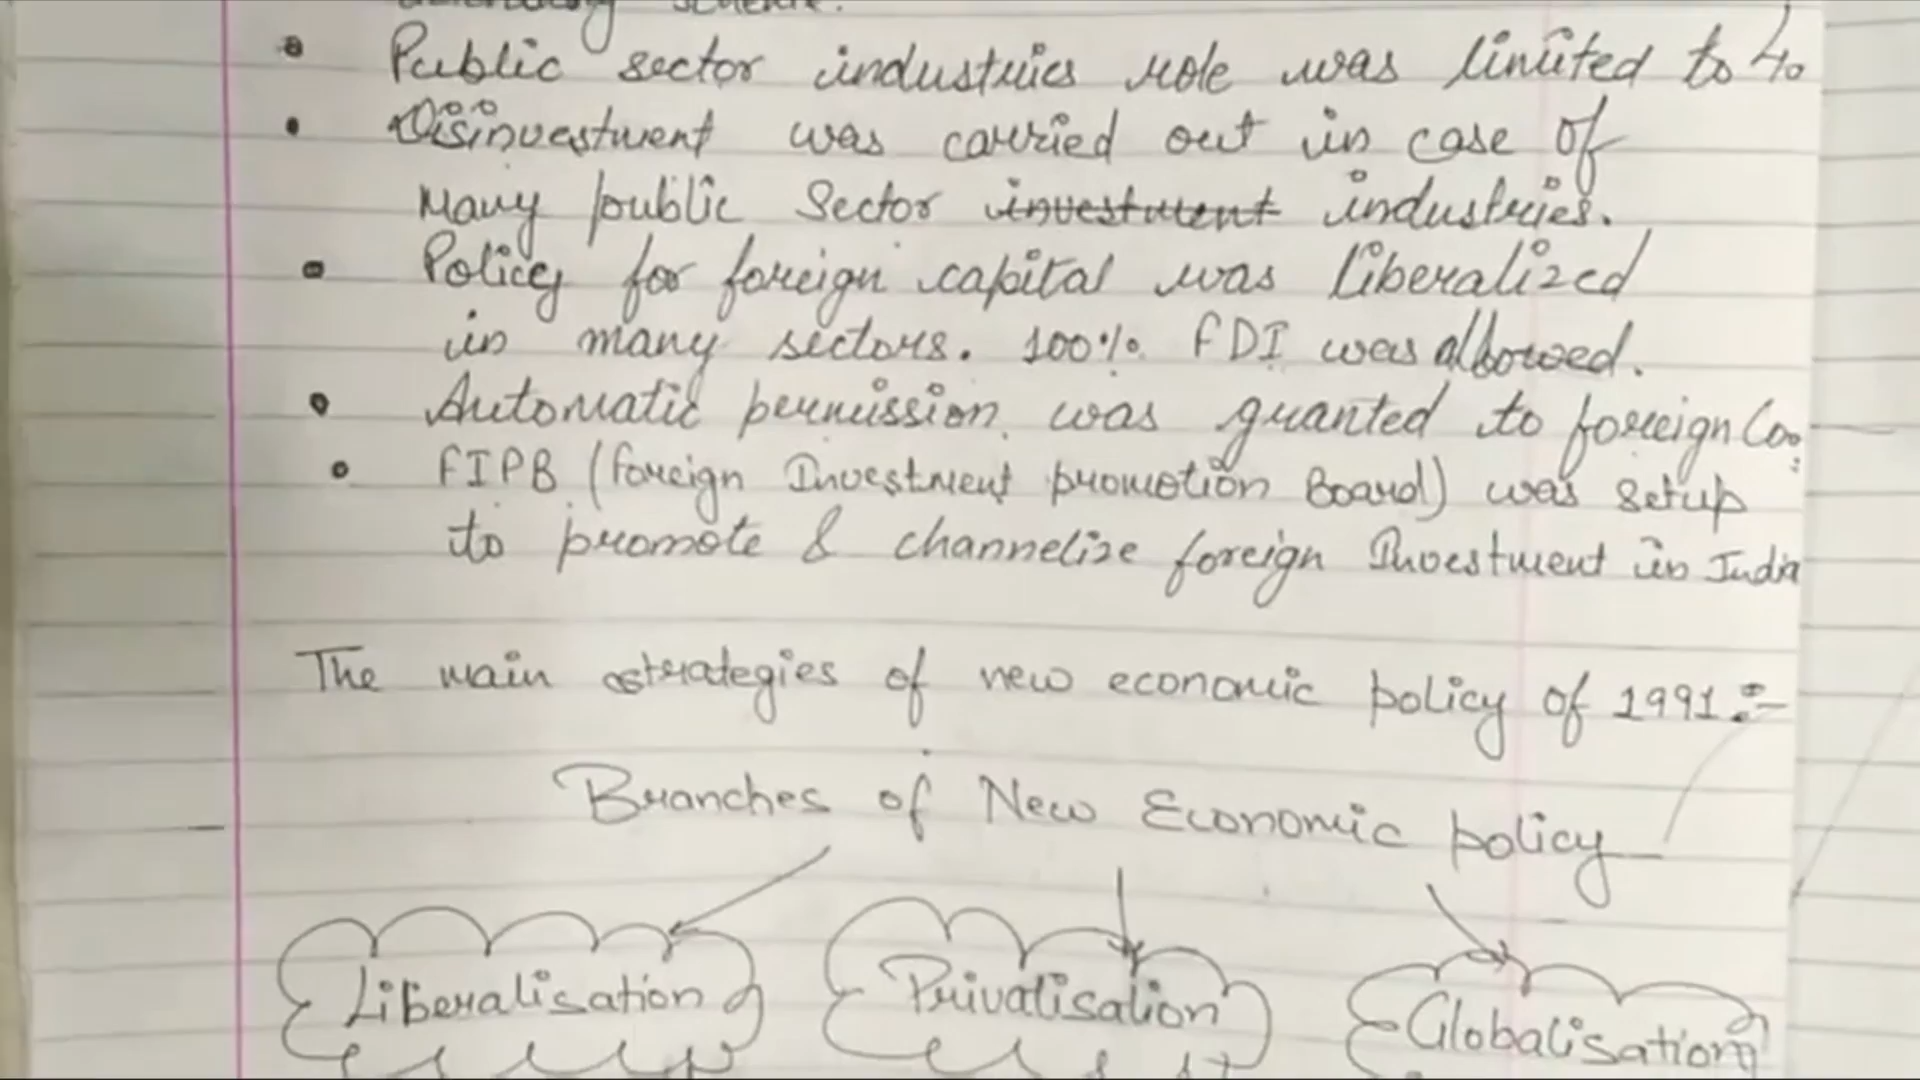 scheme.
• Public sector industries role was limited to 4.
• Disinvestment was carried out in case of
many public Sector investment industries.
• Policy for foreign capital was liberalized
in many sectors. 100% FDI was allowed.
• Automatic permission was granted to foreign Co.
• FIPB (foreign Investment promotion Board) was setup
to promote & channelize foreign Investment in India
The main strategies of new economic policy of 1991:-
Branches of New Economic policy
Liberalisation Privatisation Globalisation